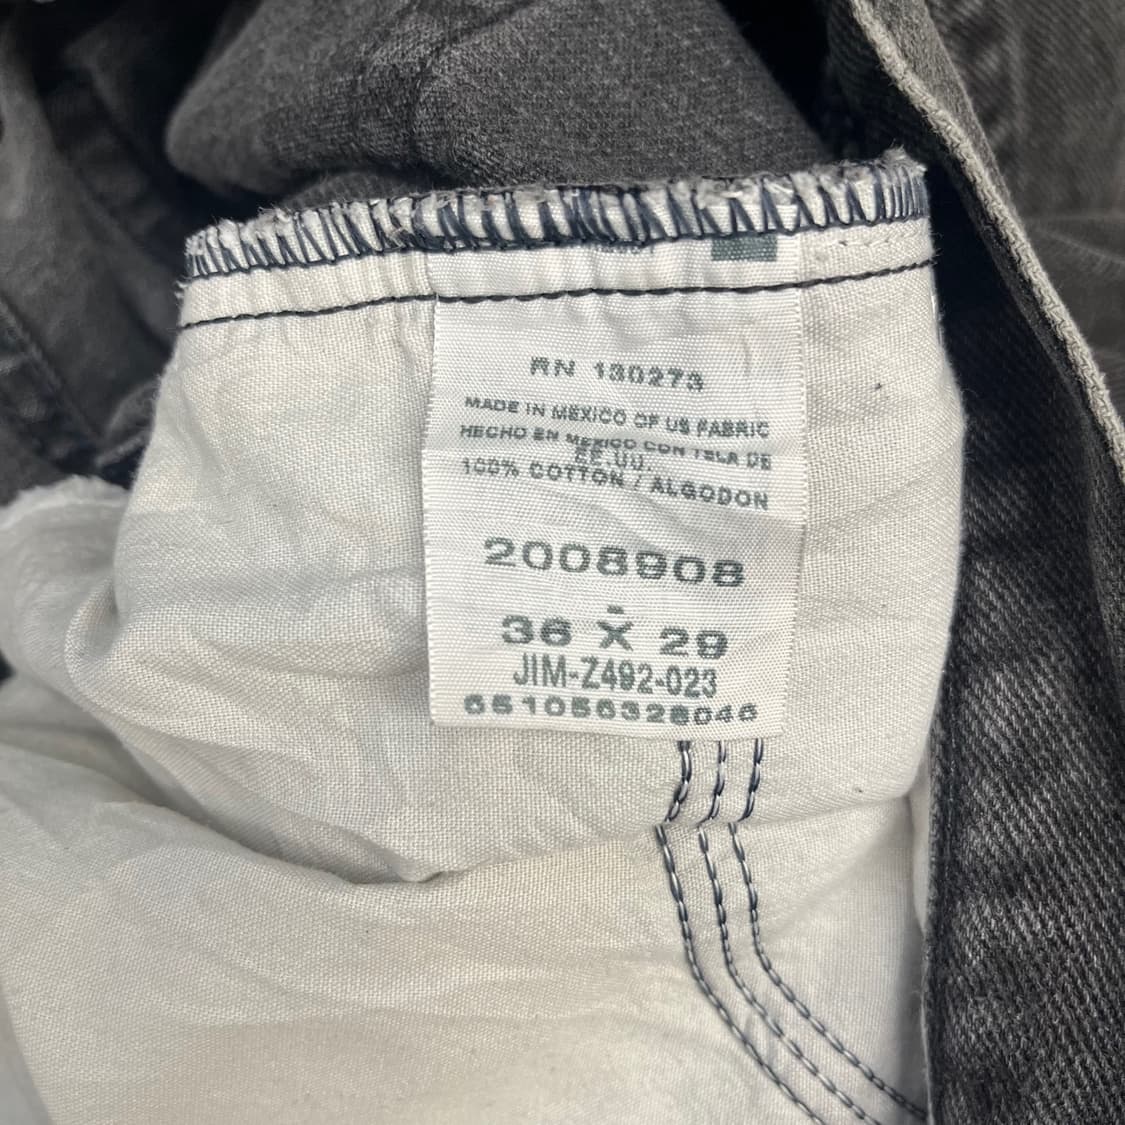 RN 130273
MADE IN MEXICO OF US FABRIC
HECHO EN MEXICO CON TELA DE
EE.UU.
100% COTTON / ALGODON
2008908
36 X 29
JIM-Z492-023
651056328046